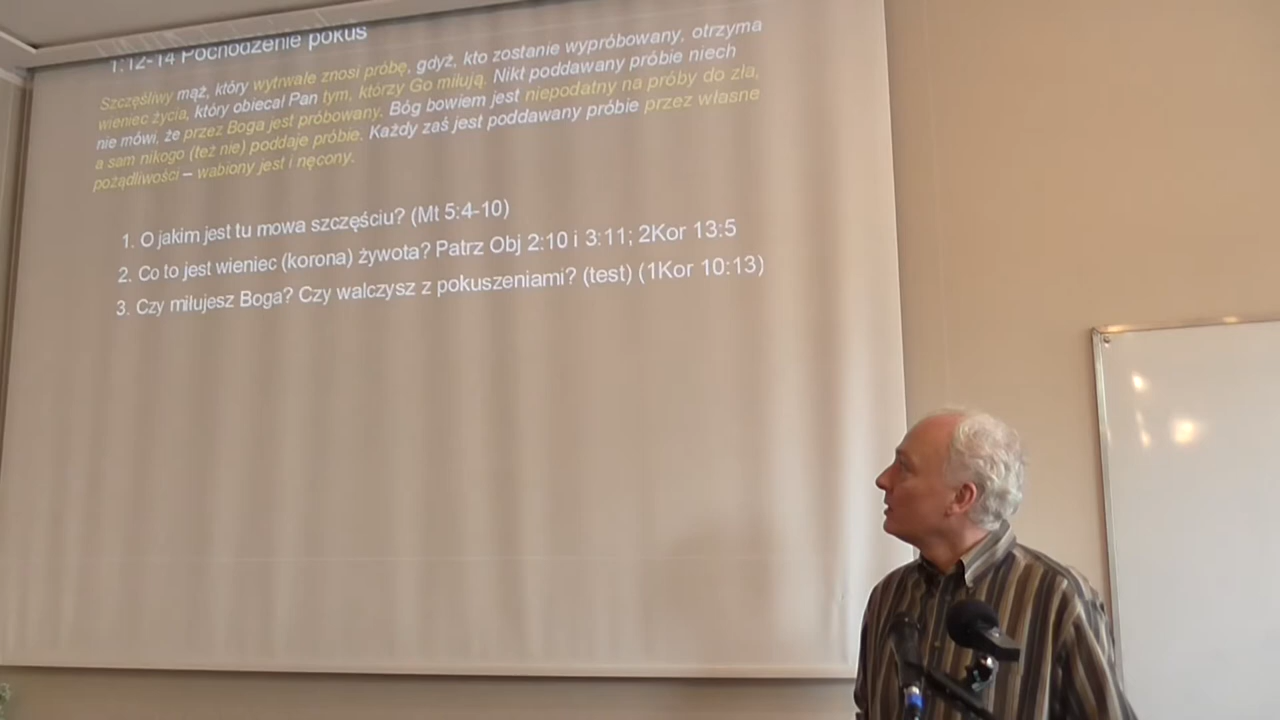 1:12-14 Pochodzenie pokus
Szczęśliwy mąż, który wytrwale znosi próbę, gdyż, kto zostanie wypróbowany, otrzyma
wieniec życia, który obiecał Pan tym, którzy Go miłują. Nikt poddawany próbie niech
nie mówi, że przez Boga jest próbowany. Bóg bowiem jest niepodatny na próby do zła,
a sam nikogo (też nie) poddaje próbie. Każdy zaś jest poddawany próbie przez własne
pożądliwości – wabiony jest i nęcony.
1. O jakim jest tu mowa szczęściu? (Mt 5:4-10)
2. Co to jest wieniec (korona) żywota? Patrz Obj 2:10 i 3:11; 2Kor 13:5
3. Czy miłujesz Boga? Czy walczysz z pokuszeniami? (test) (1Kor 10:13)